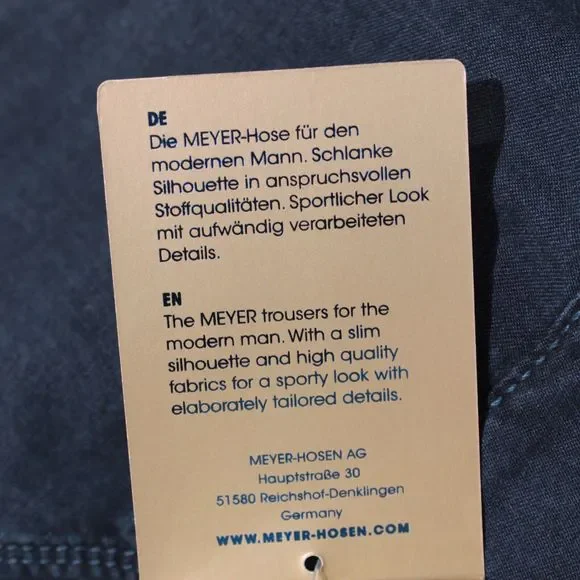 DE
Die MEYER-Hose für den
modernen Mann. Schlanke
Silhouette in anspruchsvollen
Stoffqualitäten. Sportlicher Look
mit aufwändig verarbeiteten
Details.
EN
The MEYER trousers for the
modern man. With a slim
silhouette and high quality
fabrics for a sporty look with
elaborately tailored details.
MEYER-HOSEN AG
Hauptstraße 30
51580 Reichshof-Denklingen
Germany
WWW.MEYER-HOSEN.COM